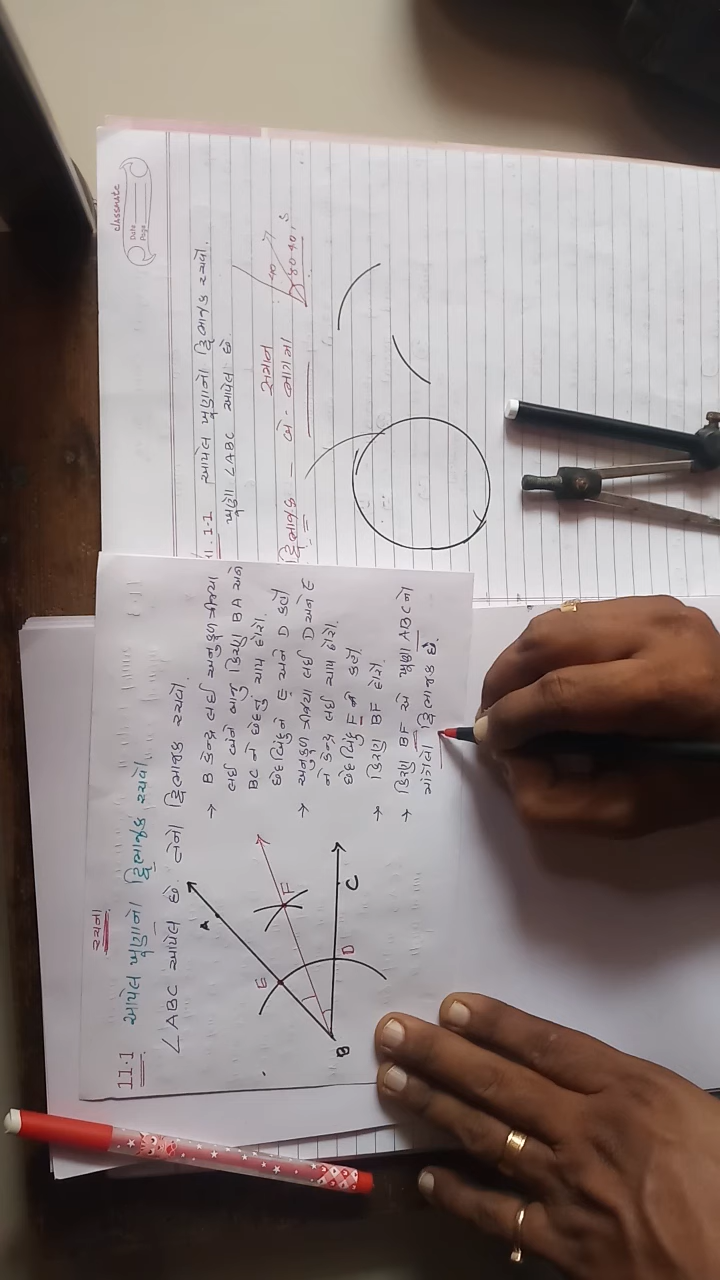 રચના
11.1 આપેલ ખૂણાનો દ્વિભાજક રચવો.
∠ABC આપેલ છે. તેનો દ્વિભાજક રચવો.
A
E
F
B
D
C
→ B કેન્દ્ર લઈ અનુકૂળ ત્રિજ્યા
લઈ બંને બાજુ કિરણ BA અને
BC ને છેદતું ચાપ દોરો.
છેદબિંદુને E અને D કહો
→ અનુકૂળ ત્રિજ્યા લઈ D અને E
ને કેન્દ્ર લઈ ચાપ દોરો.
છેદબિંદુ F ને કહો
→ કિરણ BF દોરો.
→ કિરણ BF એ ખૂણા ABC નો
માંગેલો દ્વિભાજક છે.
classmate
Date
Page
11.1 આપેલ ખૂણાનો દ્વિભાજક રચવો.
ખૂણો ∠ABC આપેલ છે.
સમાન
દ્વિભાજક - બે - ભાગમાં